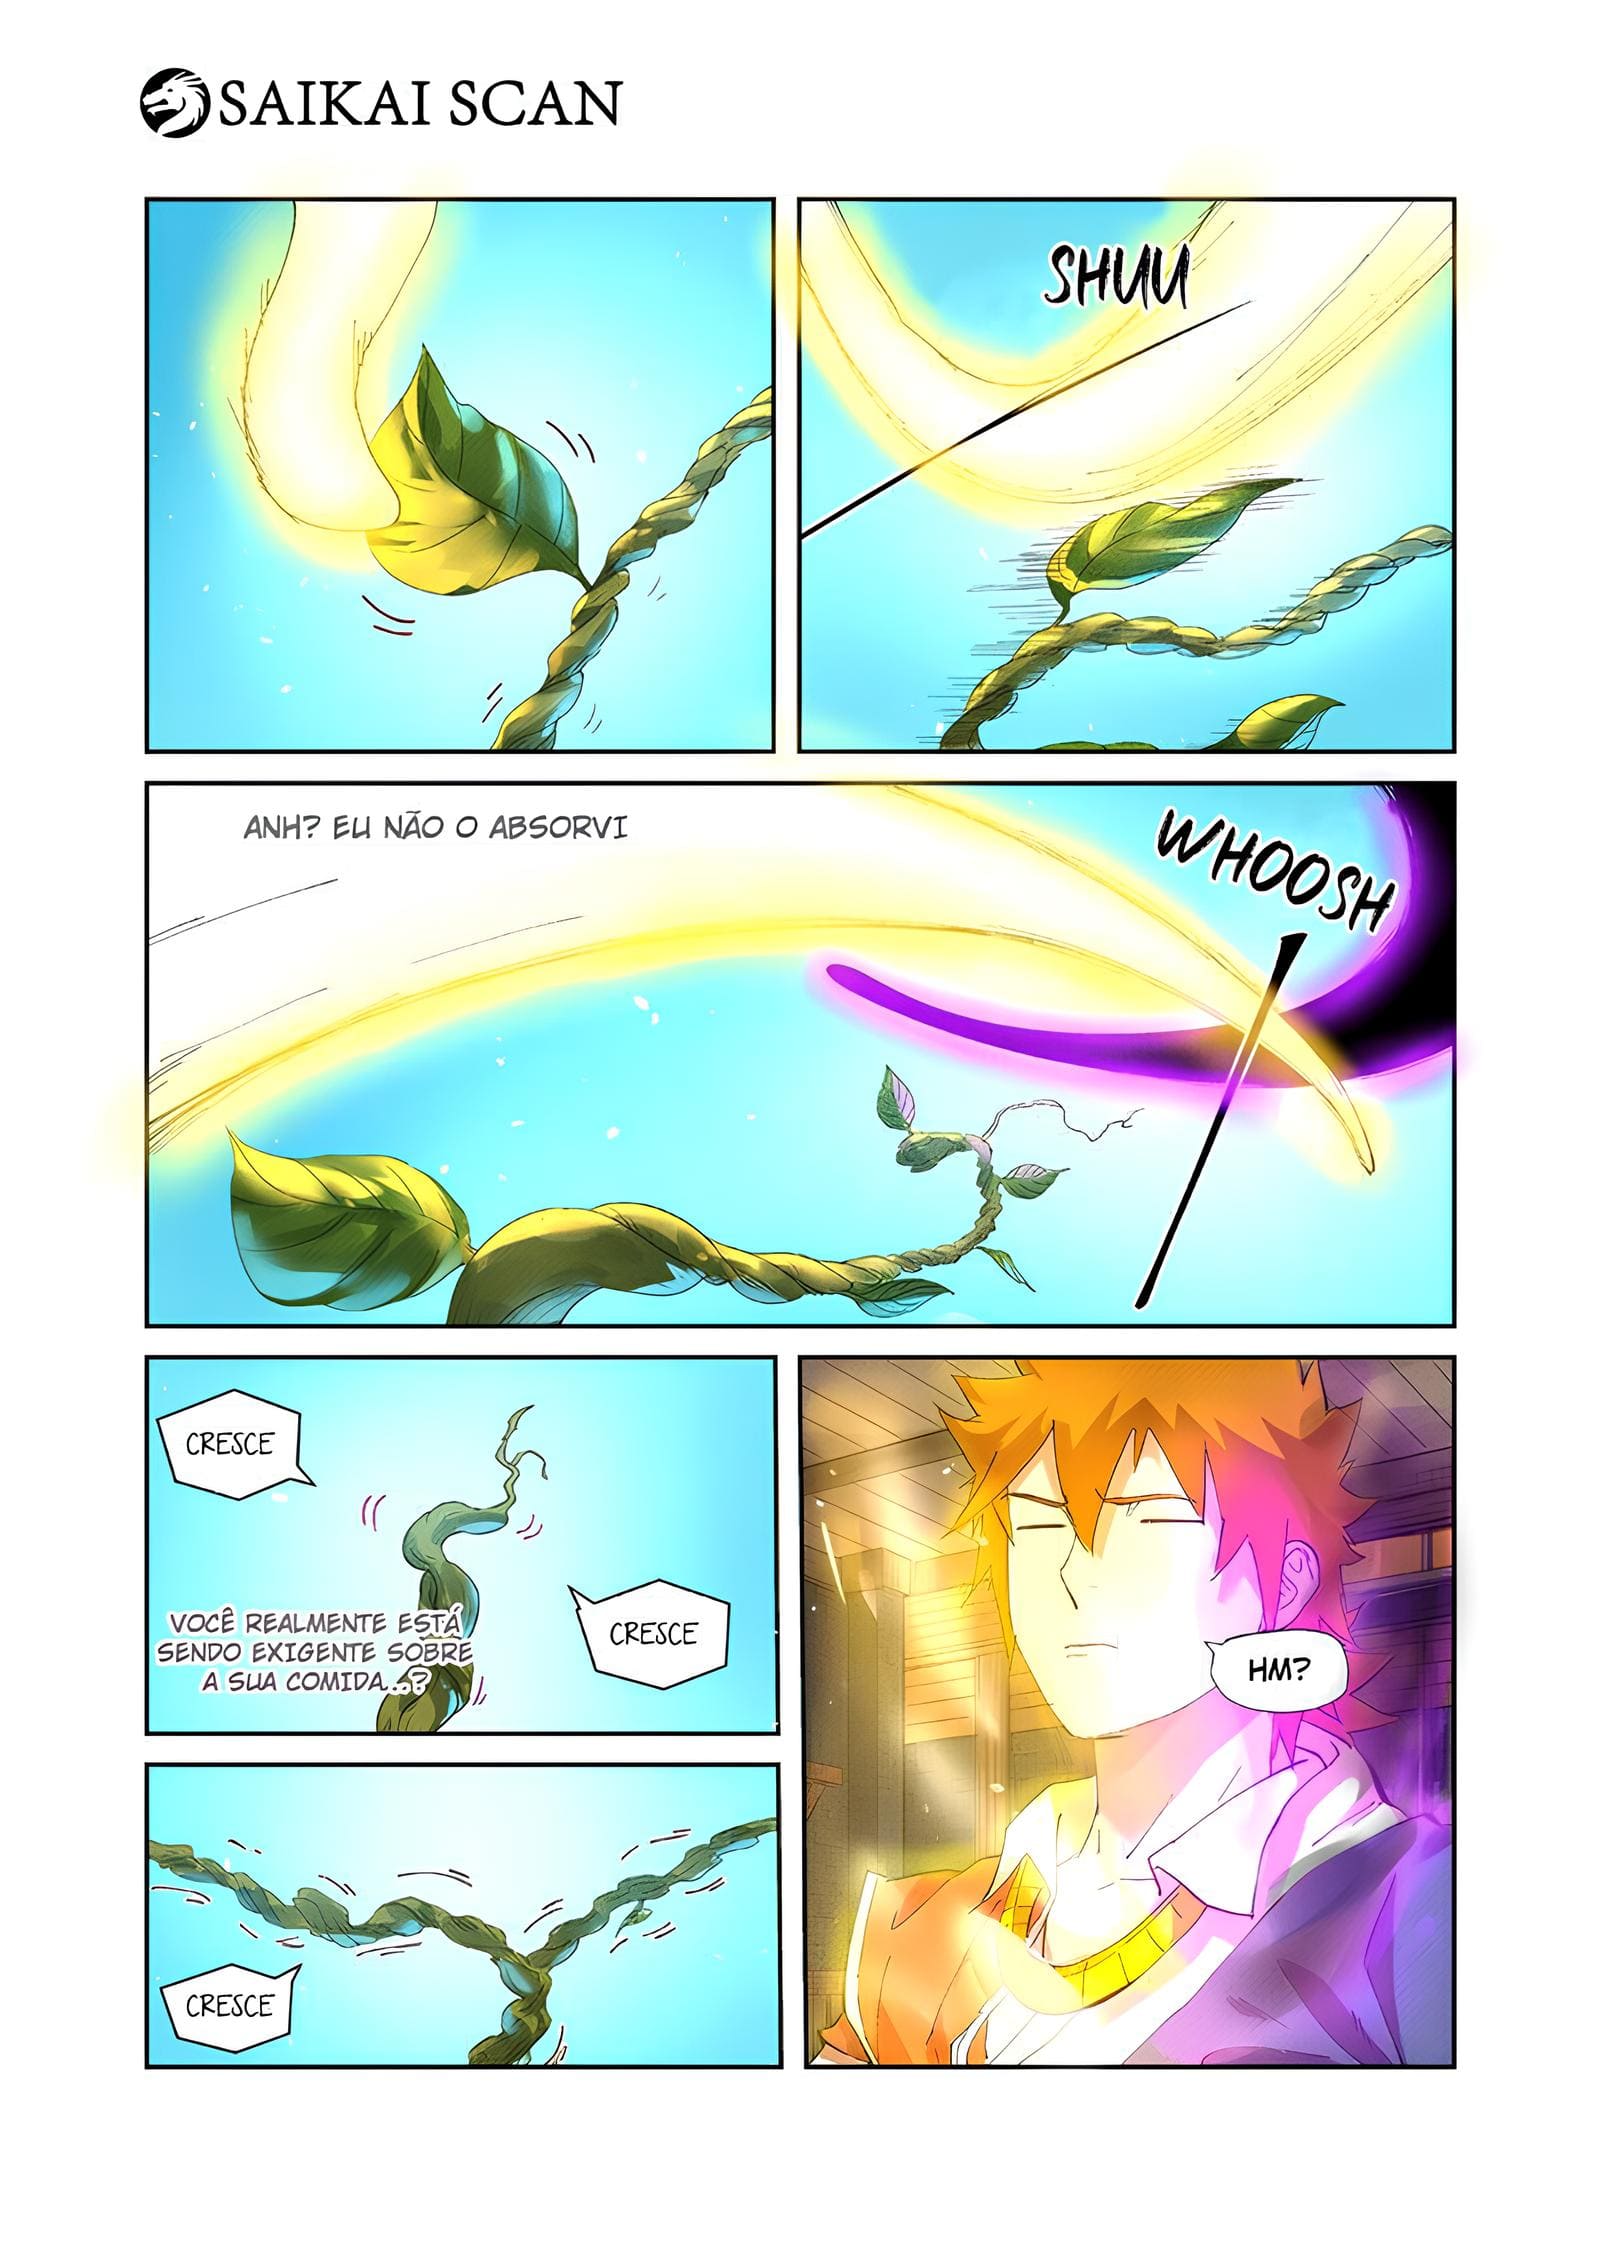 SAIKAI SCAN
SHUU
ANH? EU NÃO O ABSORVI
WHOOSH
CRESCE
VOCÊ REALMENTE ESTÁ
SENDO EXIGENTE SOBRE
A SUA COMIDA...?
CRESCE
CRESCE
HM?